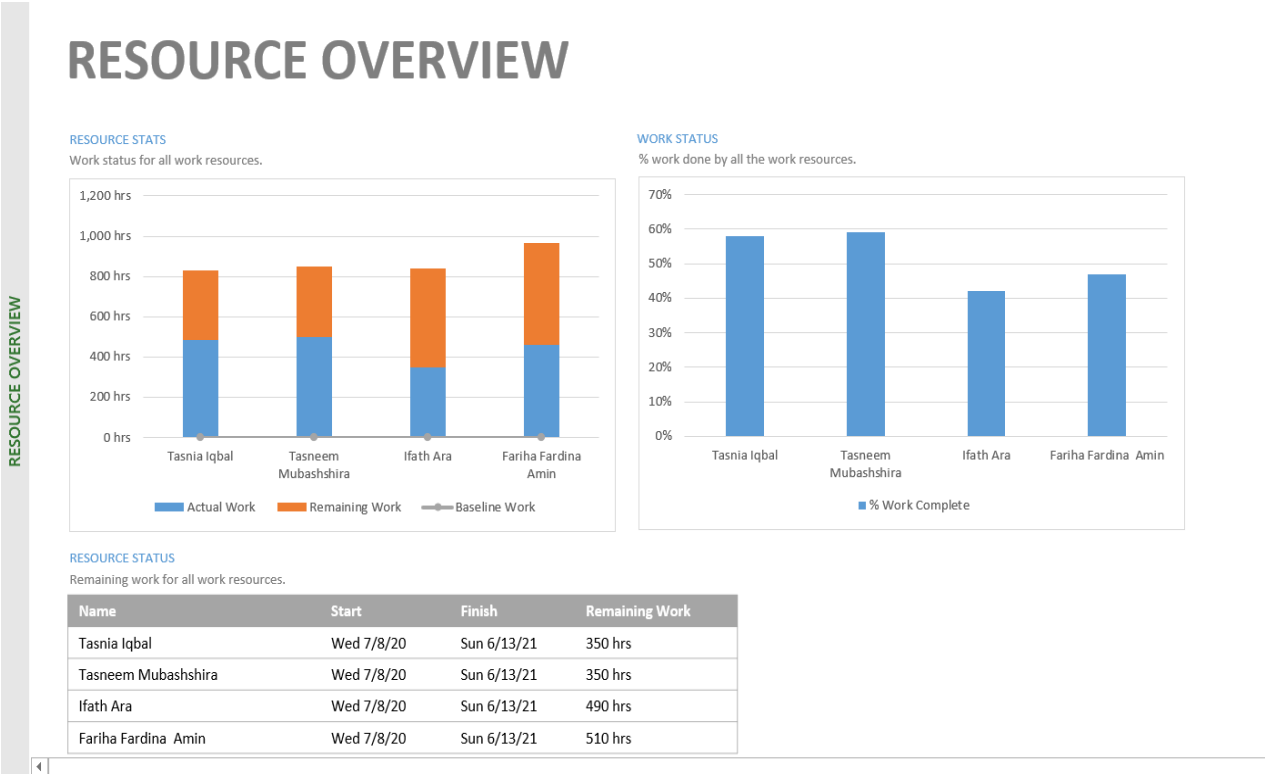 RESOURCE OVERVIEW
RESOURCE OVERVIEW
RESOURCE STATS
Work status for all work resources.
1,200 hrs
1,000 hrs
800 hrs
600 hrs
400 hrs
200 hrs
0 hrs
Tasnia Iqbal
Tasneem
Mubashshira
Ifath Ara
Fariha Fardina
Amin
Actual Work
Remaining Work
Baseline Work
WORK STATUS
% work done by all the work resources.
70%
60%
50%
40%
30%
20%
10%
0%
Tasnia Iqbal
Tasneem
Mubashshira
Ifath Ara
Fariha Fardina  Amin
% Work Complete
RESOURCE STATUS
Remaining work for all work resources.
Name Start Finish Remaining Work
Tasnia Iqbal Wed 7/8/20 Sun 6/13/21 350 hrs
Tasneem Mubashshira Wed 7/8/20 Sun 6/13/21 350 hrs
Ifath Ara Wed 7/8/20 Sun 6/13/21 490 hrs
Fariha Fardina  Amin Wed 7/8/20 Sun 6/13/21 510 hrs